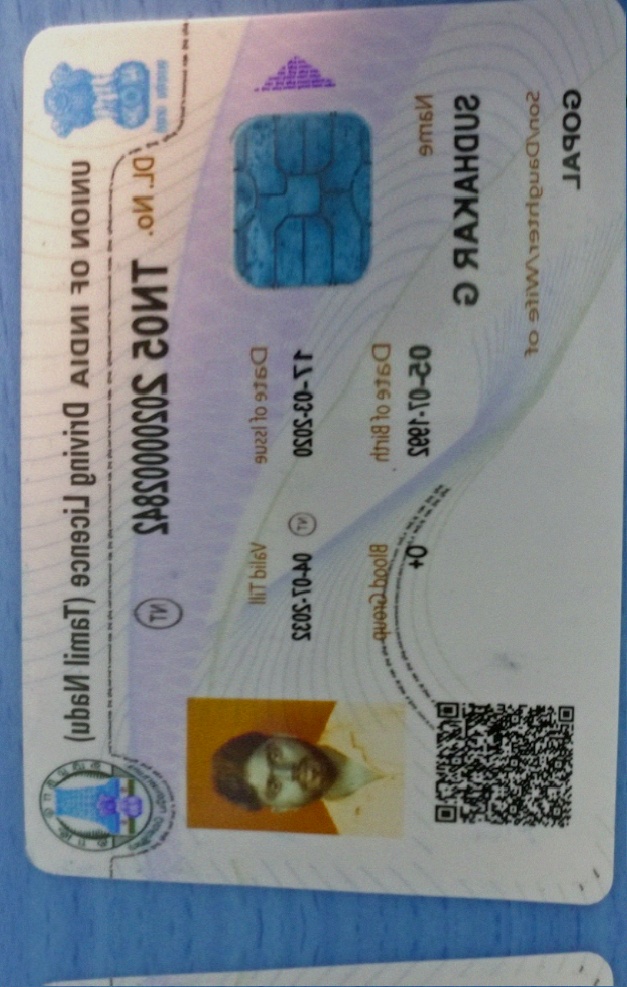 UNION OF INDIA Driving Licence (Tamil Nadu)
DL. No. TN05 20200002842 (NT)
Date of Issue Valid Till
17-03-2020 04-07-2032 (NT)
Name Date of Birth Blood Group
SUDHAKAR G 05-07-1992 O+
Son/Daughter/Wife of
GOPAL